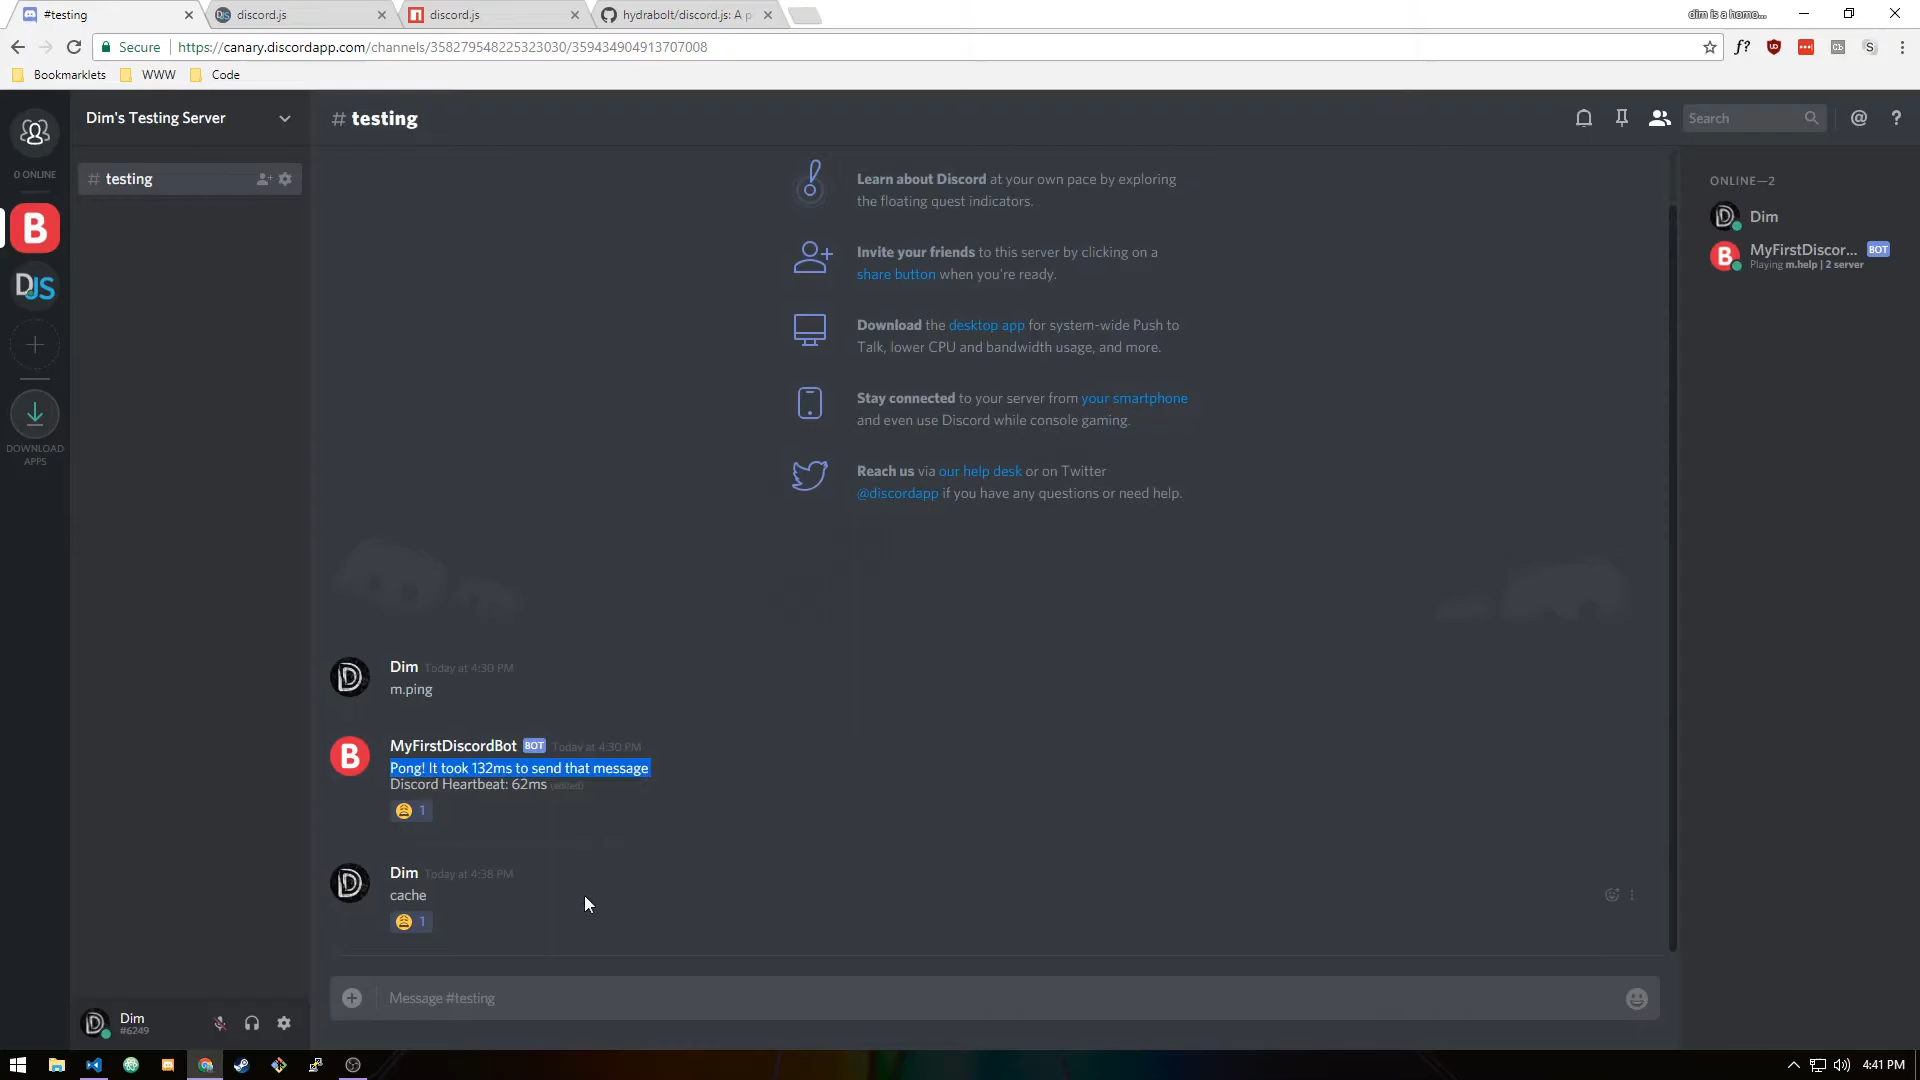 #testing
discord.js
discord.js
hydrabolt/discord.js: A p
dim is a homo...
Secure
https://canary.discordapp.com/channels/358279548225323030/359434904913707008
Bookmarklets
WWW
Code
Dim's Testing Server
# testing
Search
0 ONLINE
# testing
B
DJS
DOWNLOAD
APPS
Learn about Discord at your own pace by exploring
the floating quest indicators.
Invite your friends to this server by clicking on a
share button when you're ready.
Download the desktop app for system-wide Push to
Talk, lower CPU and bandwidth usage, and more.
Stay connected to your server from your smartphone
and even use Discord while console gaming.
Reach us via our help desk or on Twitter
@discordapp if you have any questions or need help.
Dim Today at 4:30 PM
m.ping
MyFirstDiscordBot BOT Today at 4:30 PM
Pong! It took 132ms to send that message
Discord Heartbeat: 62ms (edited)
1
Dim Today at 4:38 PM
cache
1
Message #testing
ONLINE—2
Dim
MyFirstDiscor... BOT
Playing m.help | 2 server
Dim
#6249
4:41 PM